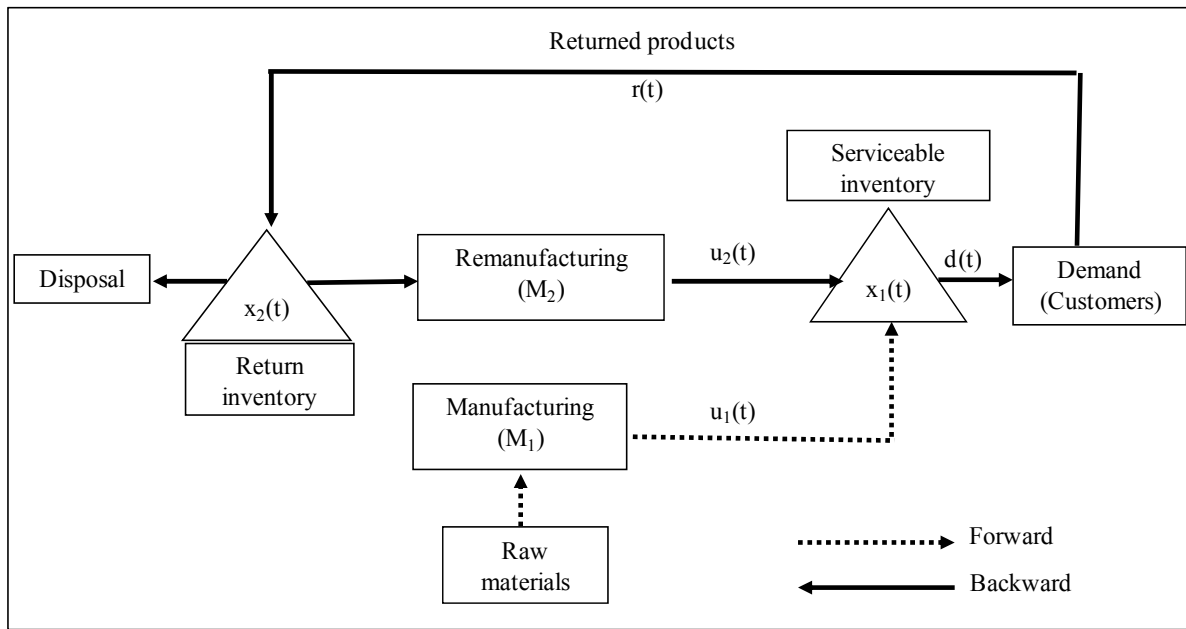 Returned products
r(t)
Serviceable
inventory
Disposal
x₂(t)
Return
inventory
Remanufacturing
(M₂)
u₂(t)
x₁(t)
d(t)
Demand
(Customers)
Manufacturing
(M₁)
u₁(t)
Raw
materials
Forward
Backward